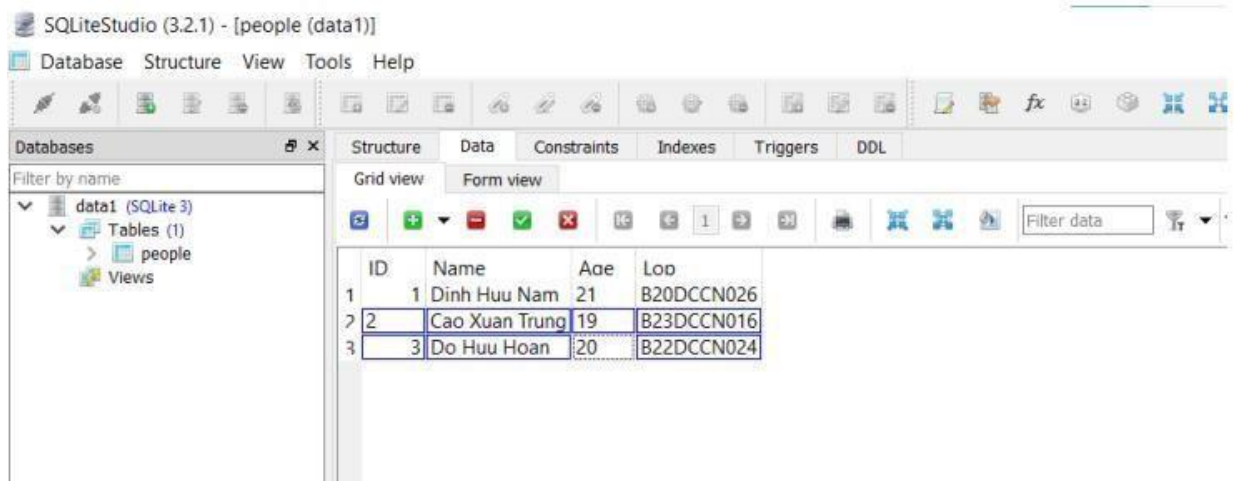 SQLiteStudio (3.2.1) - [people (data1)]
Database Structure View Tools Help
Databases
Structure Data Constraints Indexes Triggers DDL
Filter by name
Grid view Form view
data1 (SQLite 3)
Tables (1)
people
Views
1 Filter data
ID Name Age Lop
1 1 Dinh Huu Nam 21 B20DCCN026
2 2 Cao Xuan Trung 19 B23DCCN016
3 3 Do Huu Hoan 20 B22DCCN024